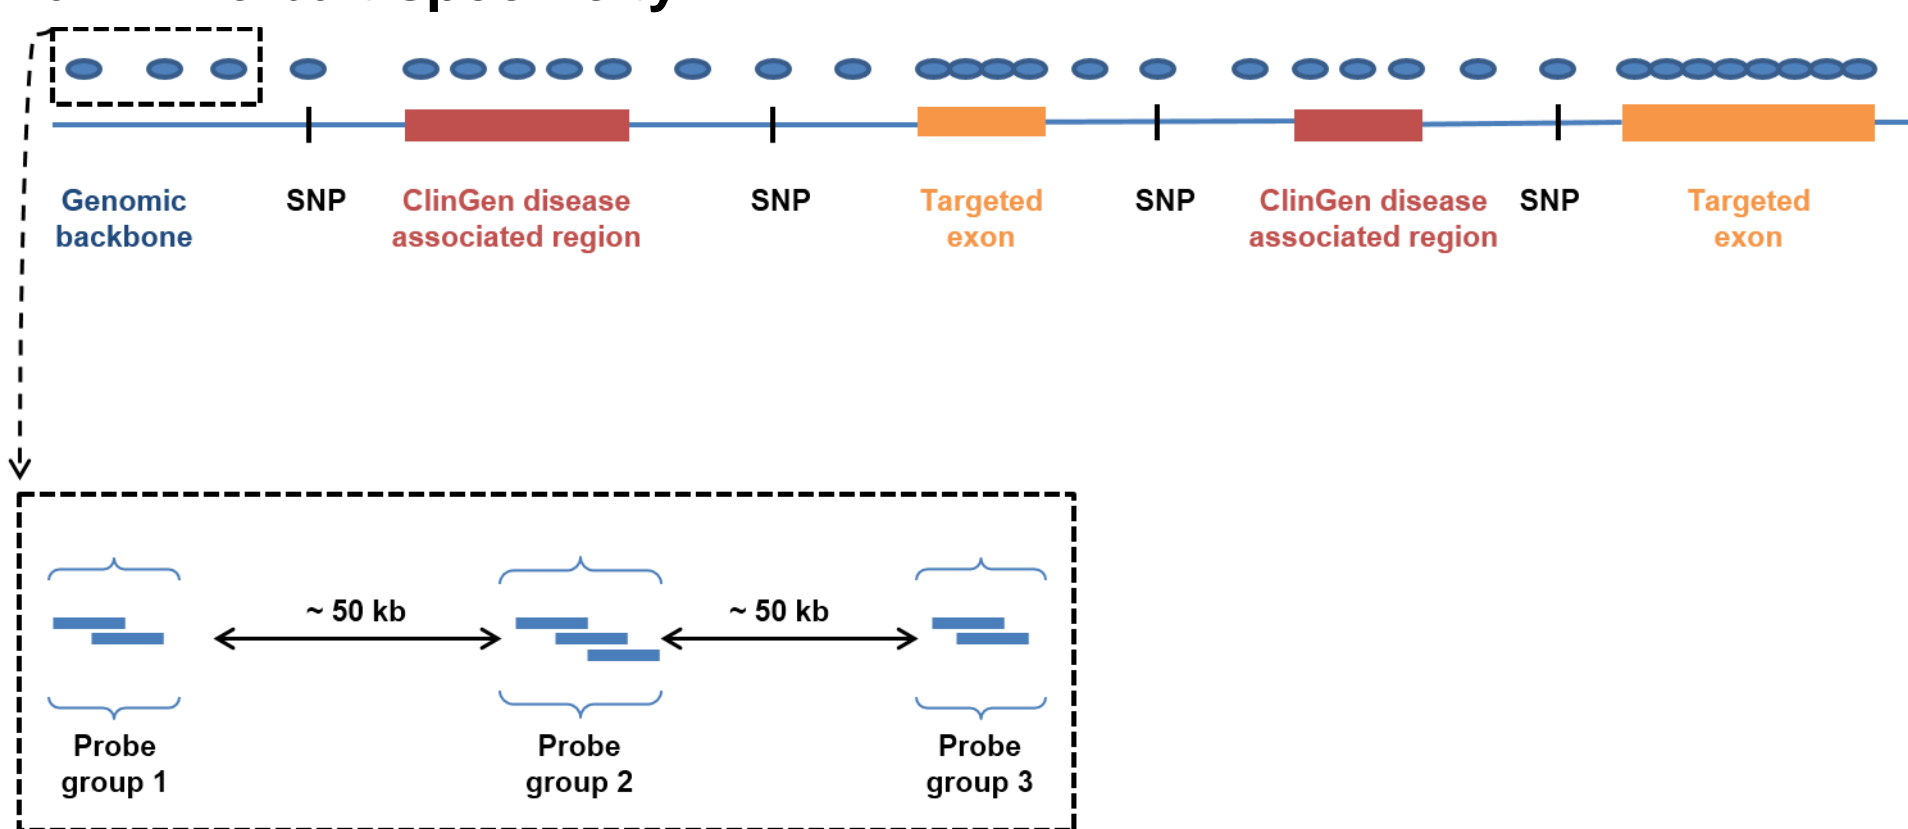 Genomic
backbone
SNP
ClinGen disease
associated region
SNP
Targeted
exon
SNP
ClinGen disease
associated region
SNP
Targeted
exon
~ 50 kb
~ 50 kb
Probe
group 1
Probe
group 2
Probe
group 3